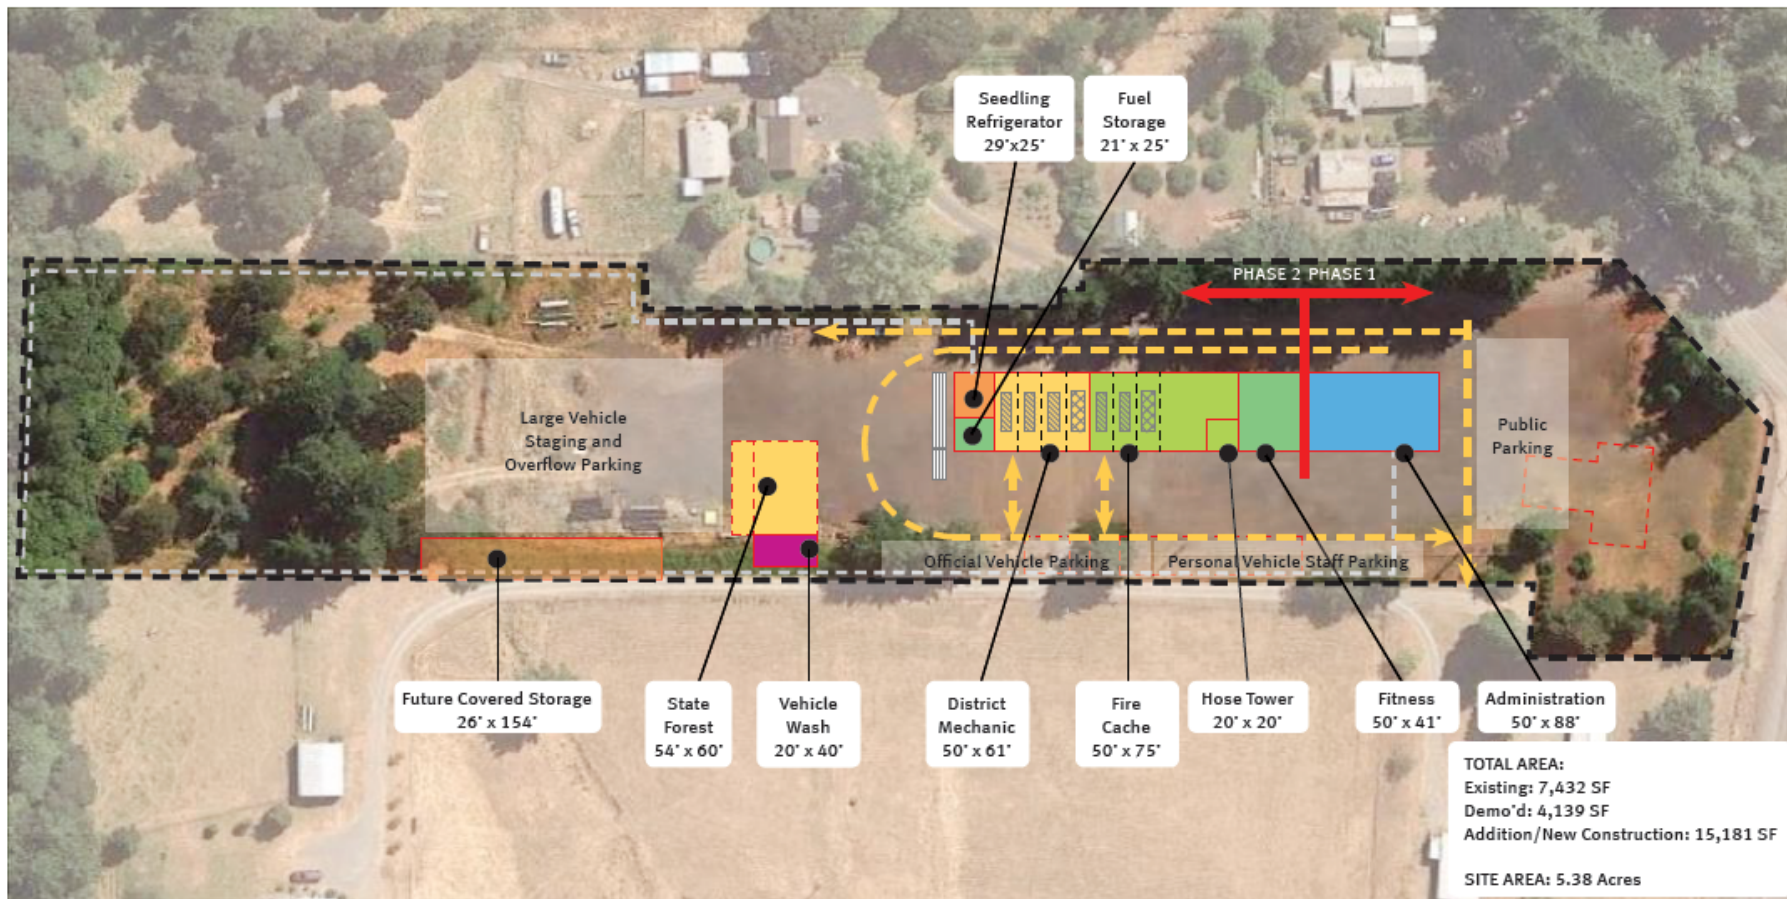 Seedling
Refrigerator
29'x25'
Fuel
Storage
21' x 25'
PHASE 2 PHASE 1
Large Vehicle
Staging and
Overflow Parking
Public
Parking
Official Vehicle Parking
Personal Vehicle Staff Parking
Future Covered Storage
26' x 154'
State
Forest
54' x 60'
Vehicle
Wash
20' x 40'
District
Mechanic
50' x 61'
Fire
Cache
50' x 75'
Hose Tower
20' x 20'
Fitness
50' x 41'
Administration
50' x 88'
TOTAL AREA:
Existing: 7,432 SF
Demo'd: 4,139 SF
Addition/New Construction: 15,181 SF
SITE AREA: 5.38 Acres